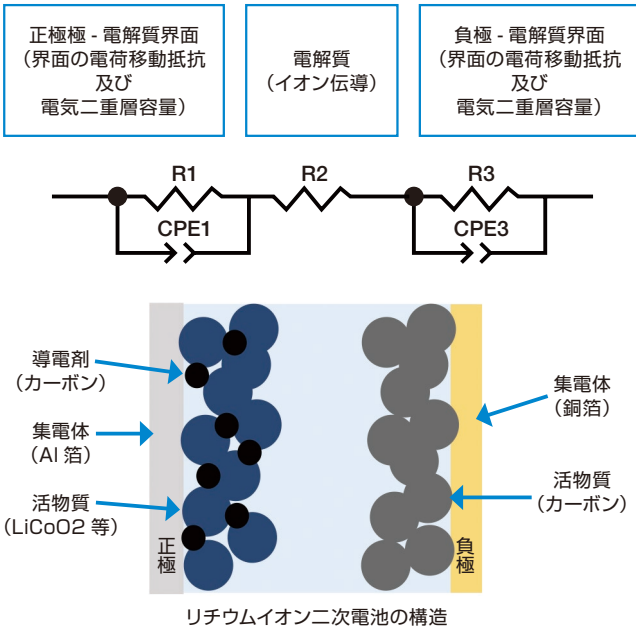 正極極 - 電解質界面
（界面の電荷移動抵抗
及び
電気二重層容量）
電解質
（イオン伝導）
負極 - 電解質界面
（界面の電荷移動抵抗
及び
電気二重層容量）
R1
R2
R3
CPE1
CPE3
導電剤
（カーボン）
集電体
（Al 箔）
活物質
（LiCoO2 等）
正極
負極
集電体
（銅箔）
活物質
（カーボン）
リチウムイオン二次電池の構造